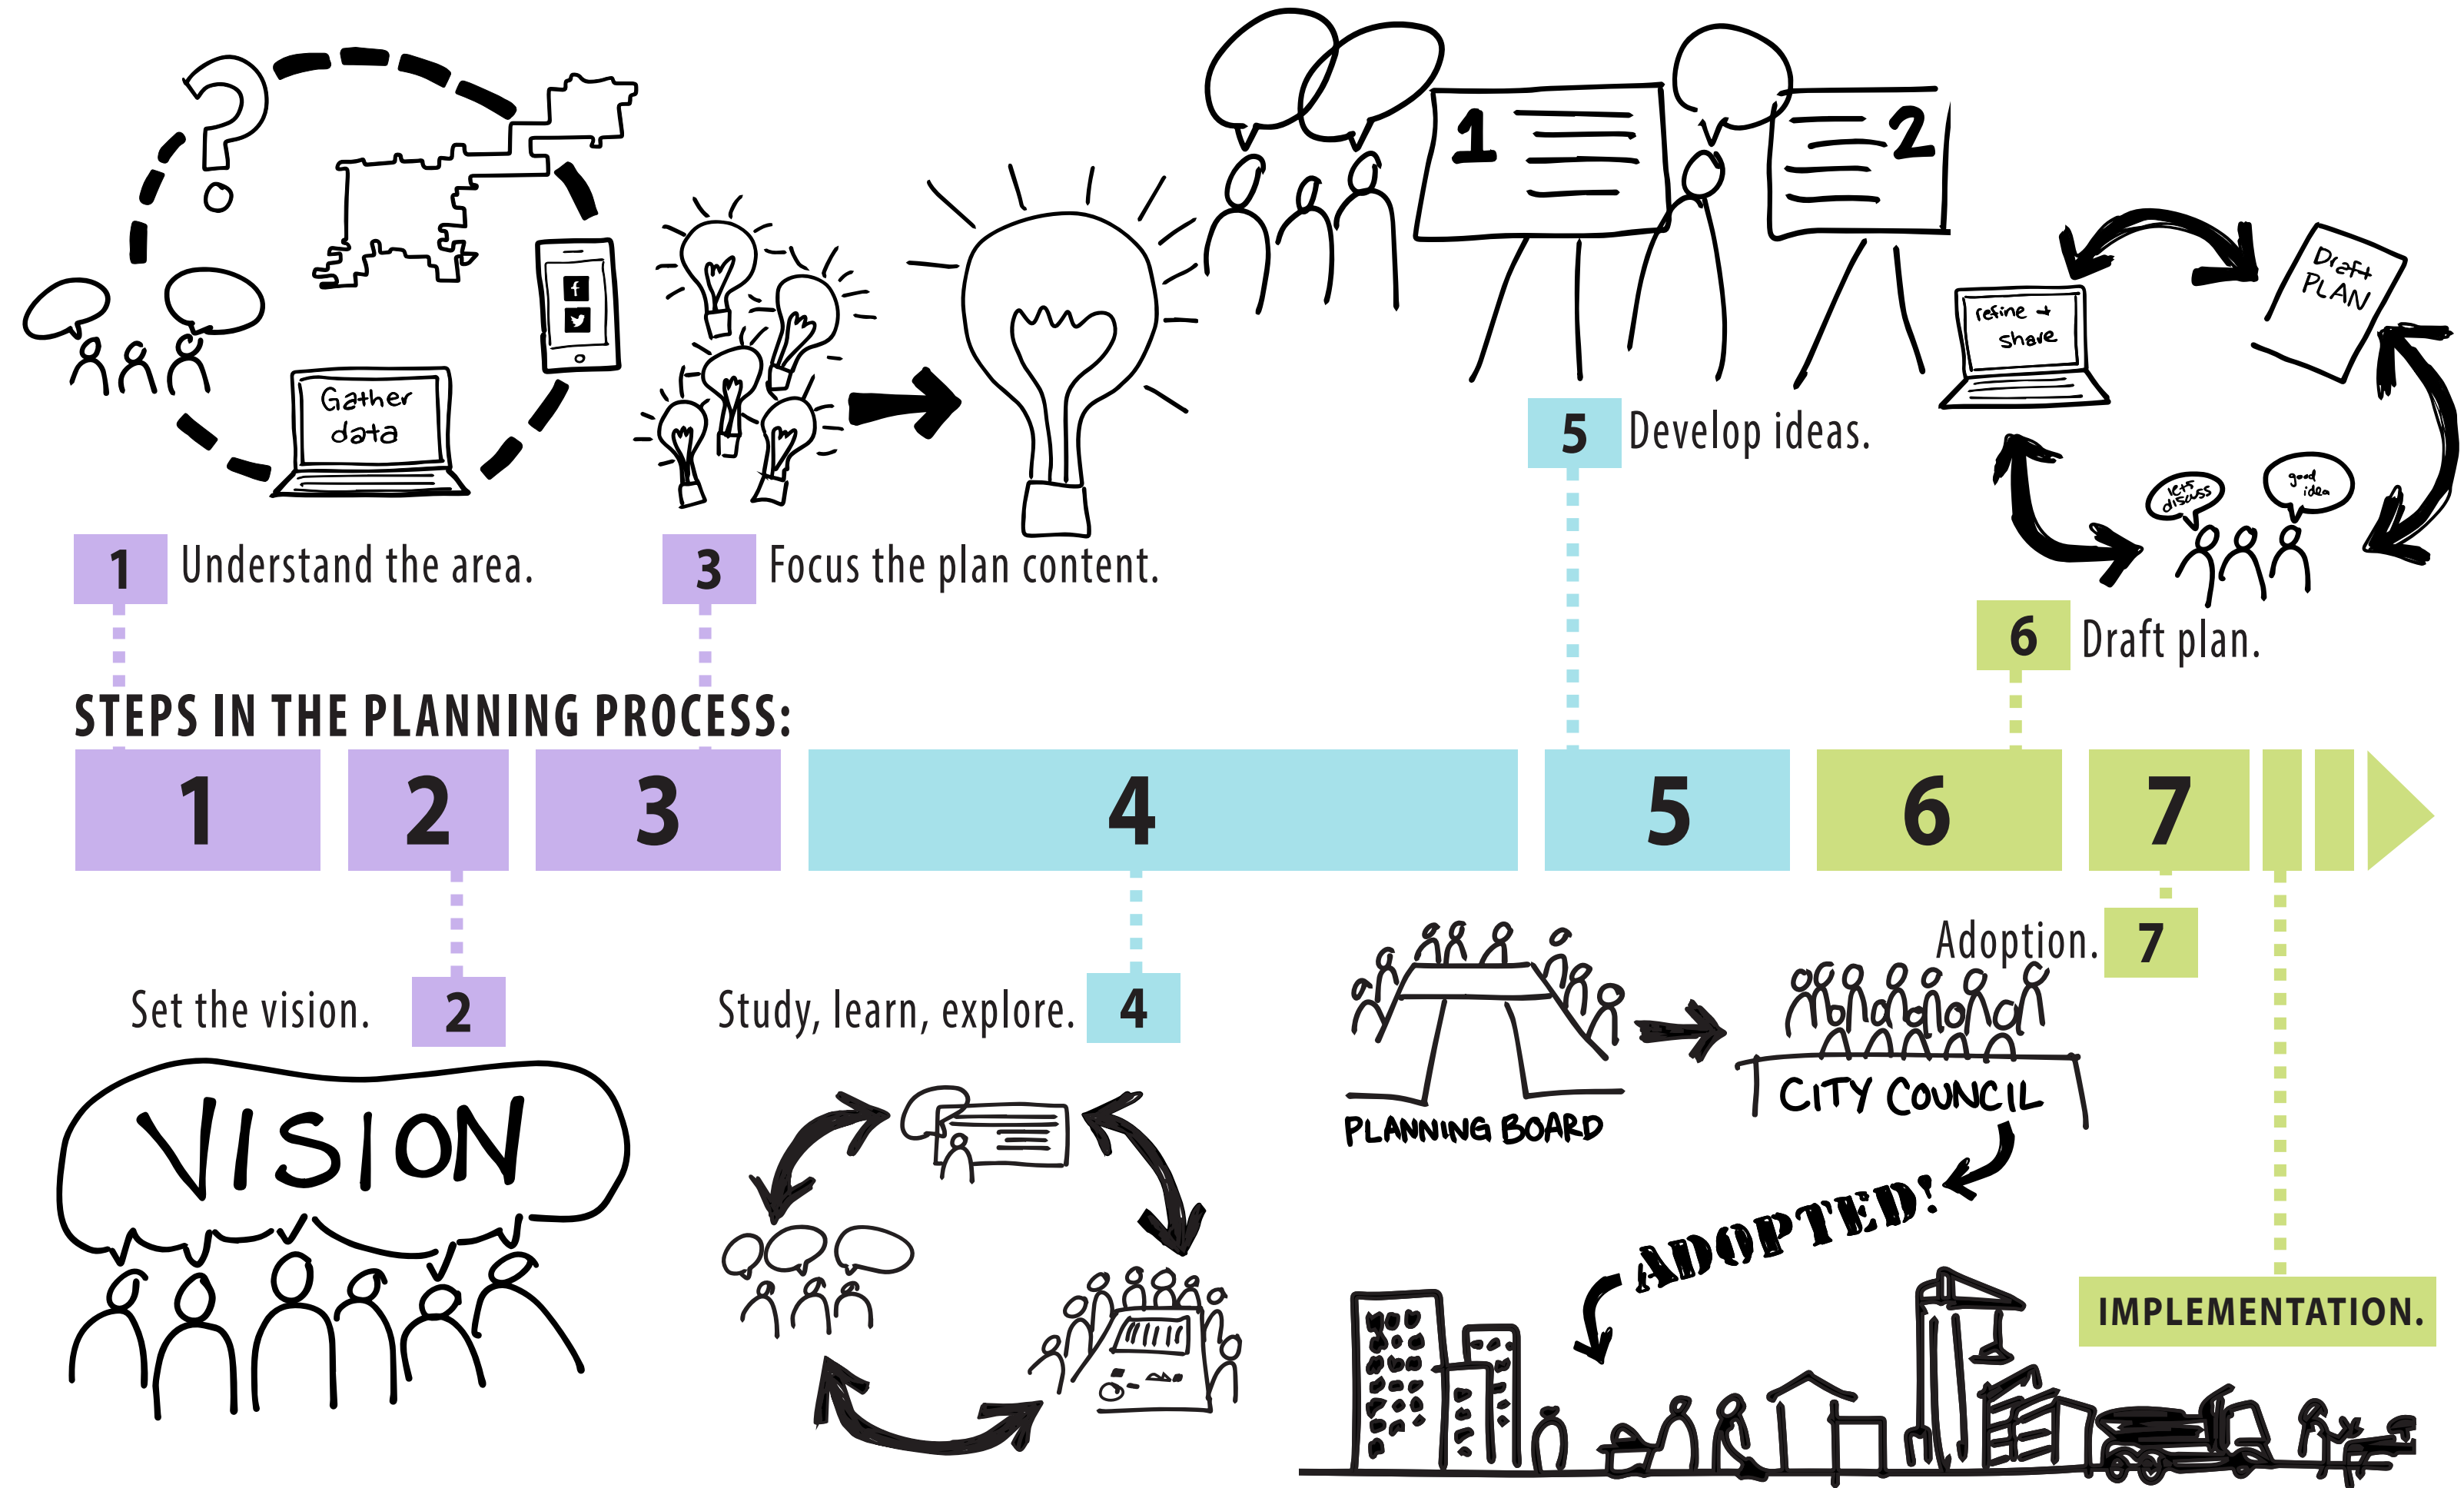 1
2
Draft
PLAN
refine +
share
Gather
data
f
5 Develop ideas.
let's
discuss
good
idea
1 Understand the area.
3 Focus the plan content.
6 Draft plan.
STEPS IN THE PLANNING PROCESS:
1 2 3 4 5 6 7
Adoption. 7
Set the vision. 2
Study, learn, explore. 4
VISION
PLANNING BOARD
CITY COUNCIL
ADOPTED!
IMPLEMENTATION.